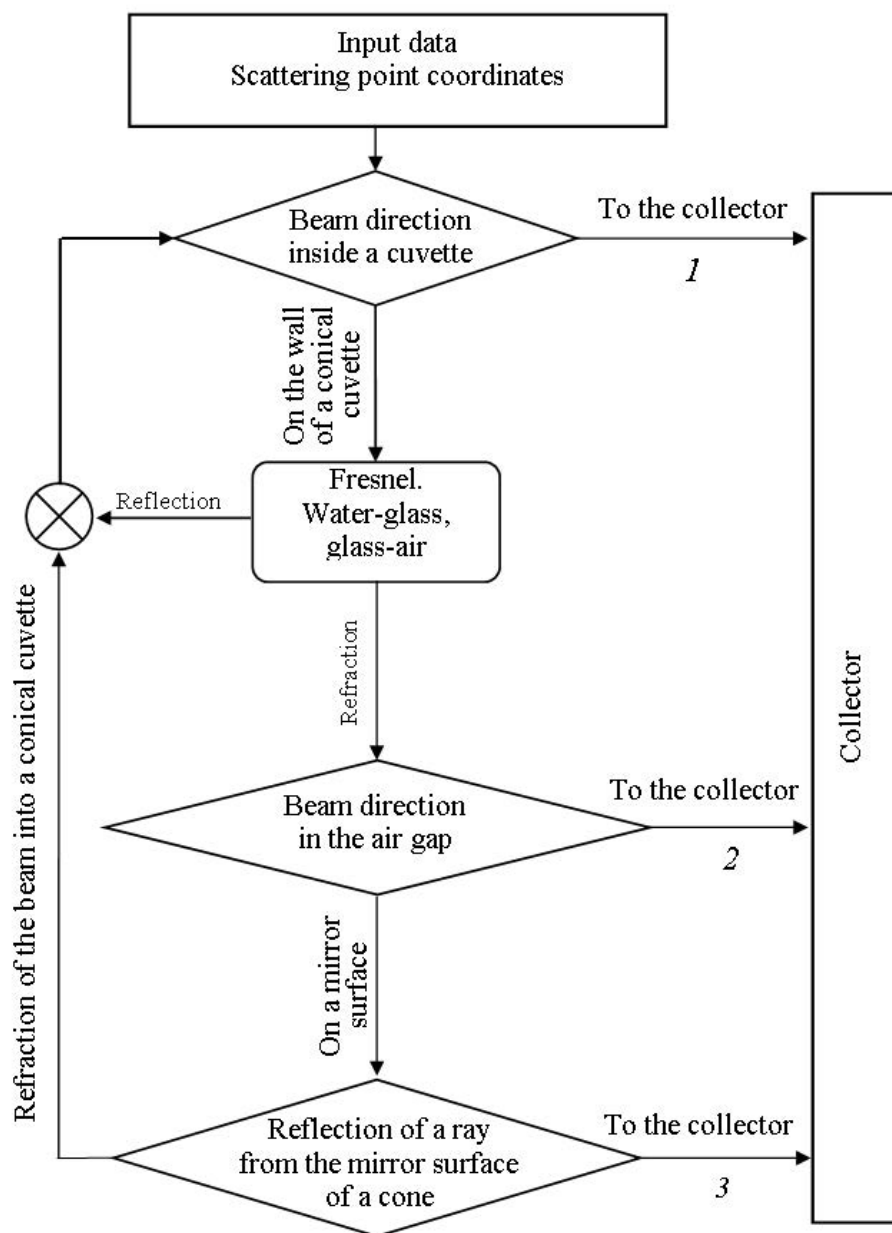 Input data
Scattering point coordinates
Beam direction
inside a cuvette
To the collector
1
On the wall
of a conical
cuvette
Fresnel.
Water-glass,
glass-air
Reflection
Refraction
Refraction of the beam into a conical cuvette
Collector
Beam direction
in the air gap
To the collector
2
On a mirror
surface
Reflection of a ray
from the mirror surface
of a cone
To the collector
3